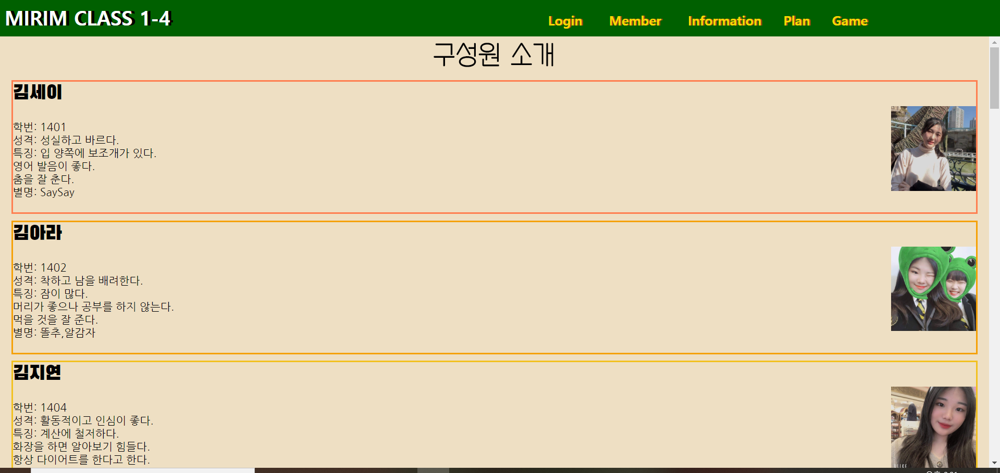 MIRIM CLASS 1-4
Login Member Information Plan Game
구성원 소개
김세이
학번: 1401
성격: 성실하고 바르다.
특징: 입 양쪽에 보조개가 있다.
영어 발음이 좋다.
춤을 잘 춘다.
별명: SaySay
김아라
학번: 1402
성격: 착하고 남을 배려한다.
특징: 잠이 많다.
머리가 좋으나 공부를 하지 않는다.
먹을 것을 잘 준다.
별명: 똘추,알감자
김지연
학번: 1404
성격: 활동적이고 인심이 좋다.
특징: 계산에 철저하다.
화장을 하면 알아보기 힘들다.
항상 다이어트를 한다고 한다.
ULIKE